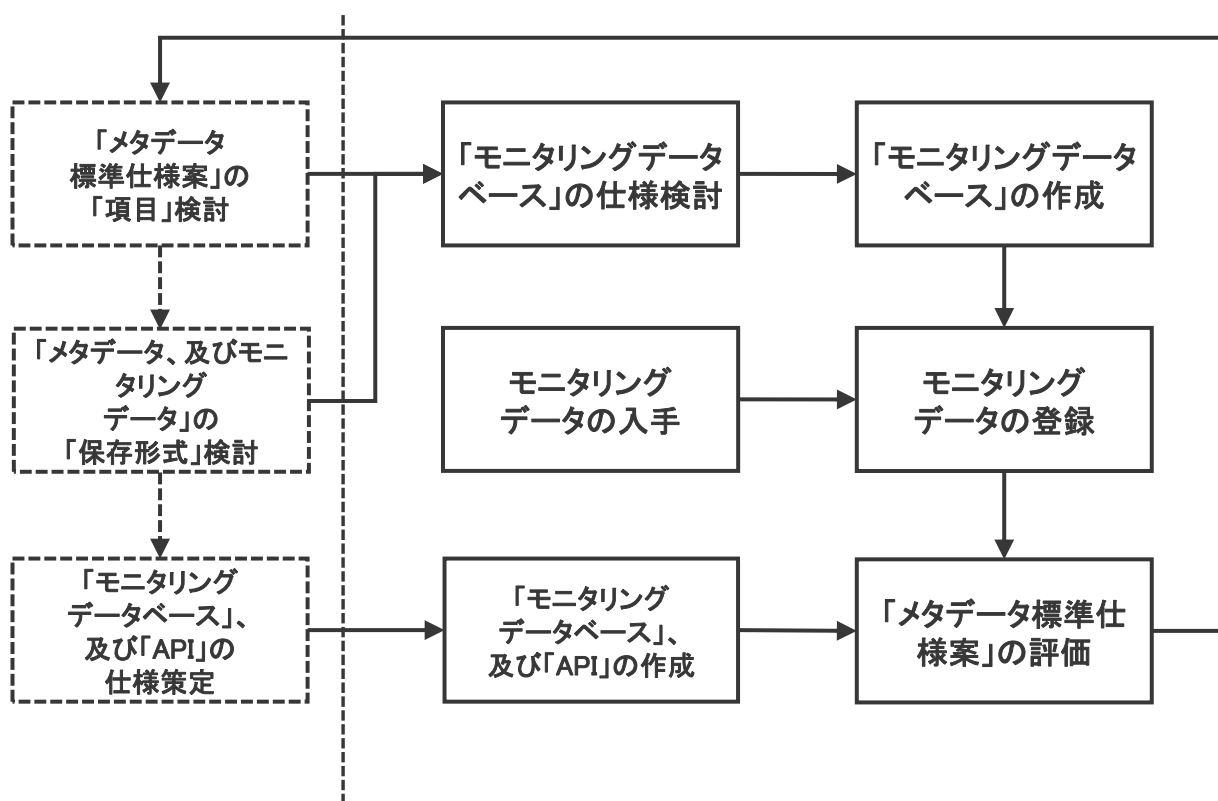 「メタデータ
標準仕様案」の
「項目」検討
「モニタリングデータ
ベース」の仕様検討
「モニタリングデータ
ベース」の作成
「メタデータ、及びモニ
タリング
データ」の
「保存形式」検討
モニタリング
データの入手
モニタリング
データの登録
「モニタリング
データベース」、
及び「API」の
仕様策定
「モニタリング
データベース」、
及び「API」の作成
「メタデータ標準仕
様案」の評価